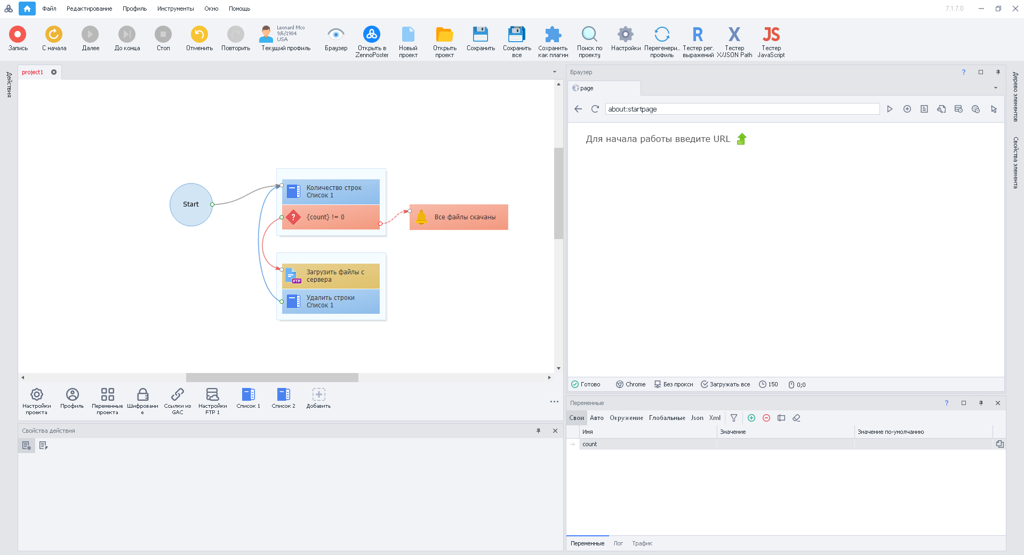 Файл Редактирование Профиль Инструменты Окно Помощь
7.1.7.0
Запись
С начала
Далее
До конца
Стоп
Отменить
Повторить
Leonard Mco
1/6/1984
USA
Текущий профиль
Браузер
Открыть в
ZennoPoster
Новый
проект
Открыть
проект
Сохранить
Сохранить
все
Сохранить
как плагин
Поиск по
проекту
Настройки
Перегенери..
профиль
Тестер рег.
выражений
Тестер
X/JSON Path
Тестер
JavaScript
Действия
project1
Start
Количество строк
Список 1
{count} != 0
Все файлы скачаны
Загрузить файлы с
сервера
Удалить строки
Список 1
Настройки
проекта
Профиль
Переменные
проекта
Шифровани
е
Ссылки из
GAC
Настройки
FTP 1
Список 1
Список 2
Добавить
Свойства действия
Браузер
page
about:startpage
Для начала работы введите URL
Готово Chrome Без прокси Загружать все 150 0;0
Дерево элементов
Свойства элемента
Переменные
Свои Авто Окружение Глобальные Json Xml
Имя Значение Значение по-умолчанию
count
Переменные Лог Трафик